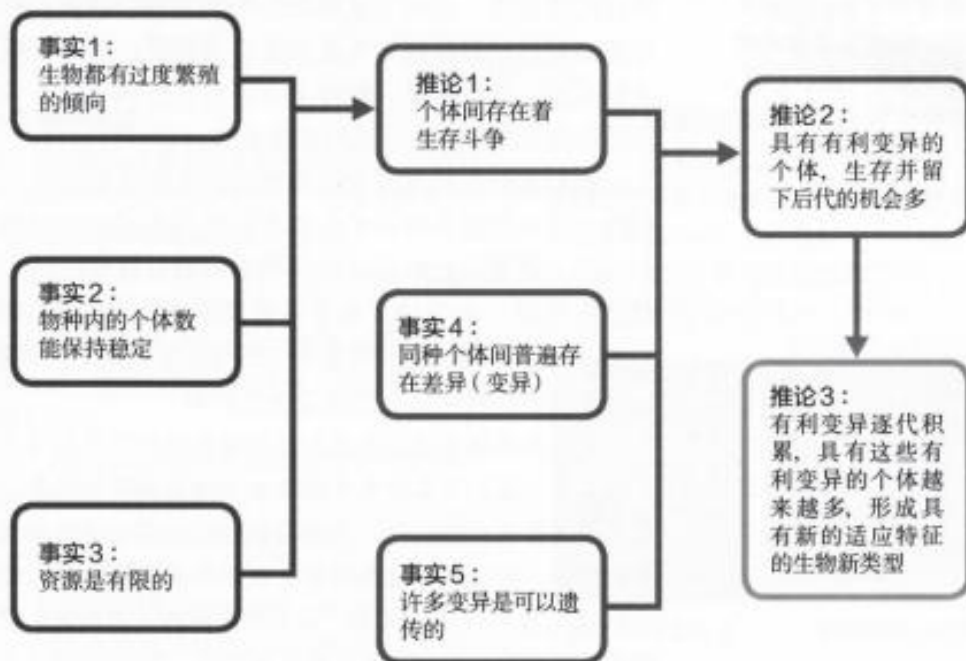 事实1：
生物都有过度繁殖
的倾向
事实2：
物种内的个体数
能保持稳定
事实3：
资源是有限的
推论1：
个体间存在着
生存斗争
事实4：
同种个体间普遍存
在差异（变异）
事实5：
许多变异是可以遗
传的
推论2：
具有有利变异的
个体，生存并留
下后代的机会多
推论3：
有利变异逐代积
累，具有这些有
利变异的个体越
来越多，形成具
有新的适应特征
的生物新类型